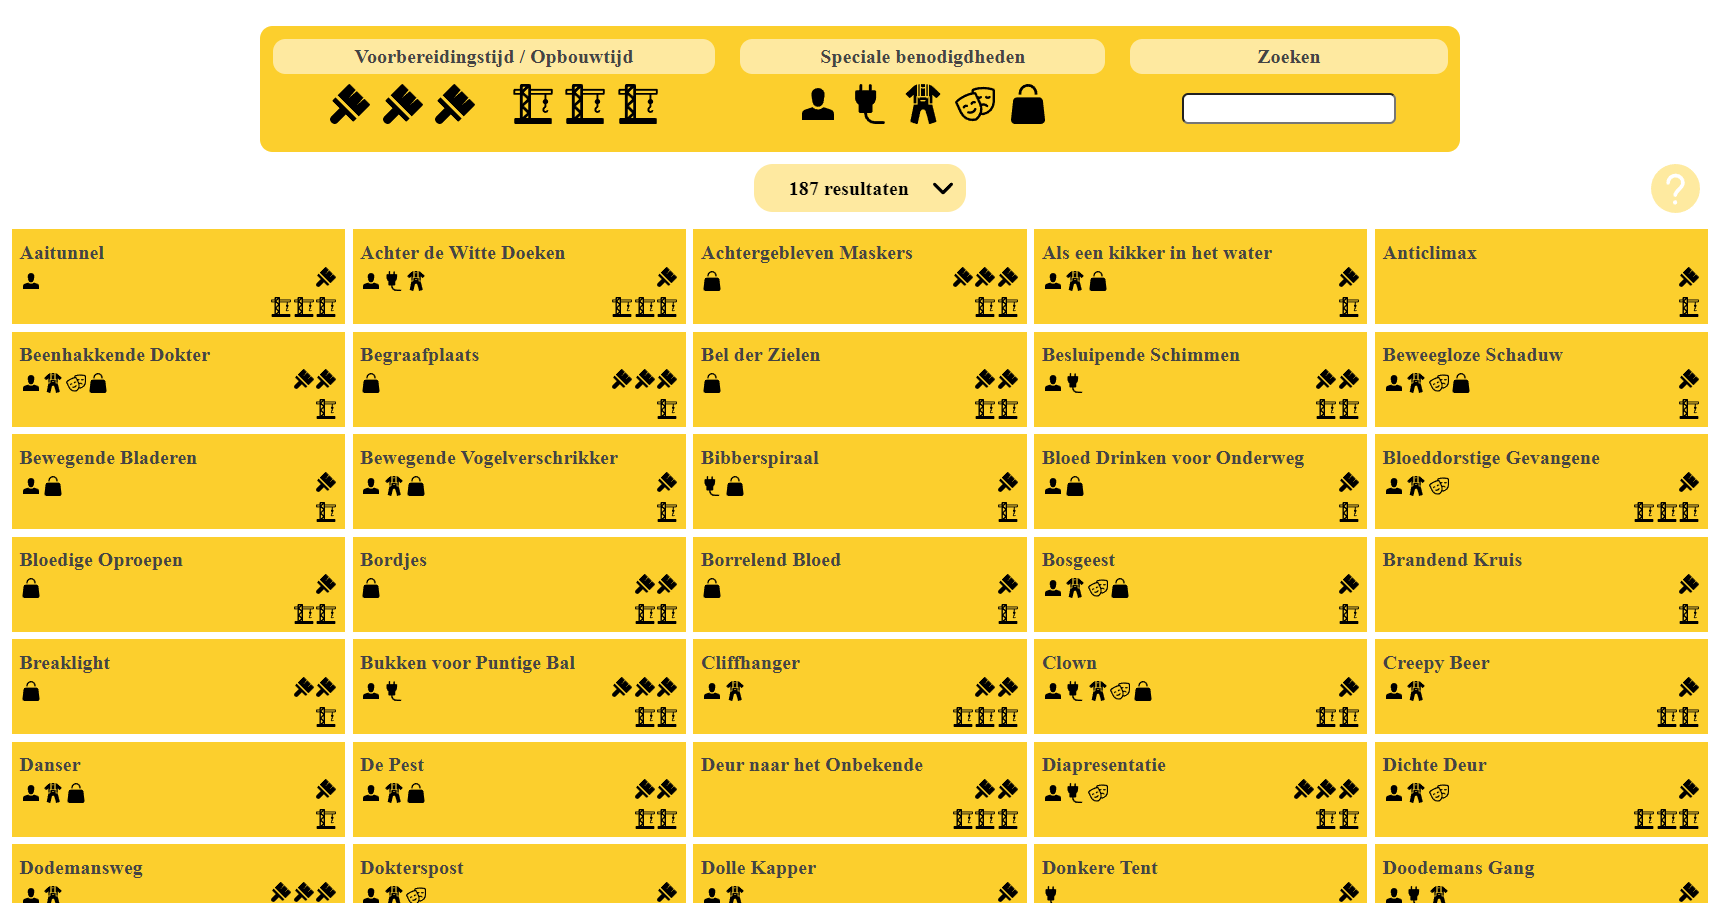 Voorbereidingstijd / Opbouwtijd
Speciale benodigdheden
Zoeken
187 resultaten
?
Aaitunnel
Achter de Witte Doeken
Achtergebleven Maskers
Als een kikker in het water
Anticlimax
Beenhakkende Dokter
Begraafplaats
Bel der Zielen
Besluipende Schimmen
Beweegloze Schaduw
Bewegende Bladeren
Bewegende Vogelverschrikker
Bibberspiraal
Bloed Drinken voor Onderweg
Bloeddorstige Gevangene
Bloedige Oproepen
Bordjes
Borrelend Bloed
Bosgeest
Brandend Kruis
Breaklight
Bukken voor Puntige Bal
Cliffhanger
Clown
Creepy Beer
Danser
De Pest
Deur naar het Onbekende
Diapresentatie
Dichte Deur
Dodemansweg
Dokterspost
Dolle Kapper
Donkere Tent
Doodemans Gang